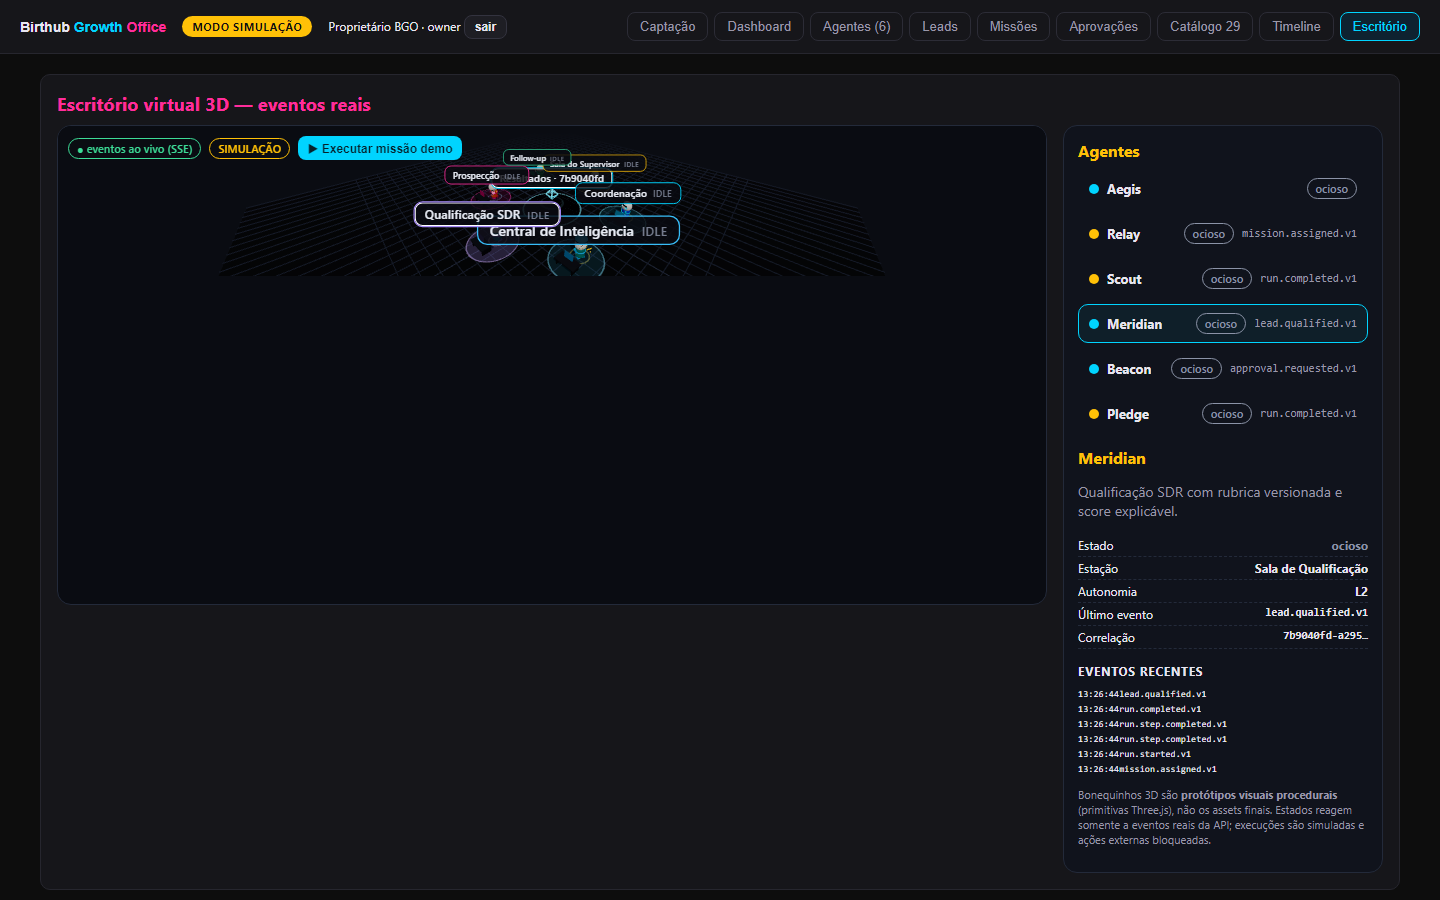 Birthub Growth Office
MODO SIMULAÇÃO
Proprietário BGO · owner
sair
Captação
Dashboard
Agentes (6)
Leads
Missões
Aprovações
Catálogo 29
Timeline
Escritório
Escritório virtual 3D — eventos reais
● eventos ao vivo (SSE)
SIMULAÇÃO
▶ Executar missão demo
Follow-up IDLE
do Supervisor IDLE
Prospecção IDLE
ados · 7b9040fd
Coordenação IDLE
Qualificação SDR IDLE
Central de Inteligência IDLE
Agentes
Aegis ocioso
Relay ocioso mission.assigned.v1
Scout ocioso run.completed.v1
Meridian ocioso lead.qualified.v1
Beacon ocioso approval.requested.v1
Pledge ocioso run.completed.v1
Meridian
Qualificação SDR com rubrica versionada e
score explicável.
Estado ocioso
Estação Sala de Qualificação
Autonomia L2
Último evento lead.qualified.v1
Correlação 7b9040fd-a295…
EVENTOS RECENTES
13:26:44lead.qualified.v1
13:26:44run.completed.v1
13:26:44run.step.completed.v1
13:26:44run.step.completed.v1
13:26:44run.started.v1
13:26:44mission.assigned.v1
Bonequinhos 3D são protótipos visuais procedurais
(primitivas Three.js), não os assets finais. Estados reagem
somente a eventos reais da API; execuções são simuladas e
ações externas bloqueadas.